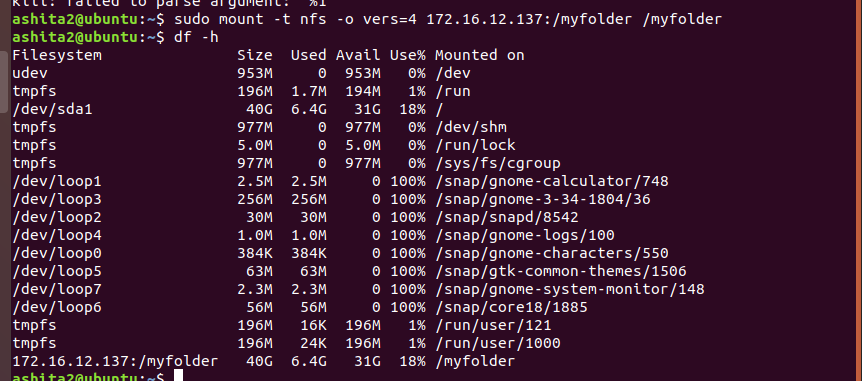 kill: failed to parse argument: '%1'
ashita2@ubuntu:~$ sudo mount -t nfs -o vers=4 172.16.12.137:/myfolder /myfolder
ashita2@ubuntu:~$ df -h
Filesystem Size Used Avail Use% Mounted on
udev 953M 0 953M 0% /dev
tmpfs 196M 1.7M 194M 1% /run
/dev/sda1 40G 6.4G 31G 18% /
tmpfs 977M 0 977M 0% /dev/shm
tmpfs 5.0M 0 5.0M 0% /run/lock
tmpfs 977M 0 977M 0% /sys/fs/cgroup
/dev/loop1 2.5M 2.5M 0 100% /snap/gnome-calculator/748
/dev/loop3 256M 256M 0 100% /snap/gnome-3-34-1804/36
/dev/loop2 30M 30M 0 100% /snap/snapd/8542
/dev/loop4 1.0M 1.0M 0 100% /snap/gnome-logs/100
/dev/loop0 384K 384K 0 100% /snap/gnome-characters/550
/dev/loop5 63M 63M 0 100% /snap/gtk-common-themes/1506
/dev/loop7 2.3M 2.3M 0 100% /snap/gnome-system-monitor/148
/dev/loop6 56M 56M 0 100% /snap/core18/1885
tmpfs 196M 16K 196M 1% /run/user/121
tmpfs 196M 24K 196M 1% /run/user/1000
172.16.12.137:/myfolder 40G 6.4G 31G 18% /myfolder
ashita2@ubuntu:~$